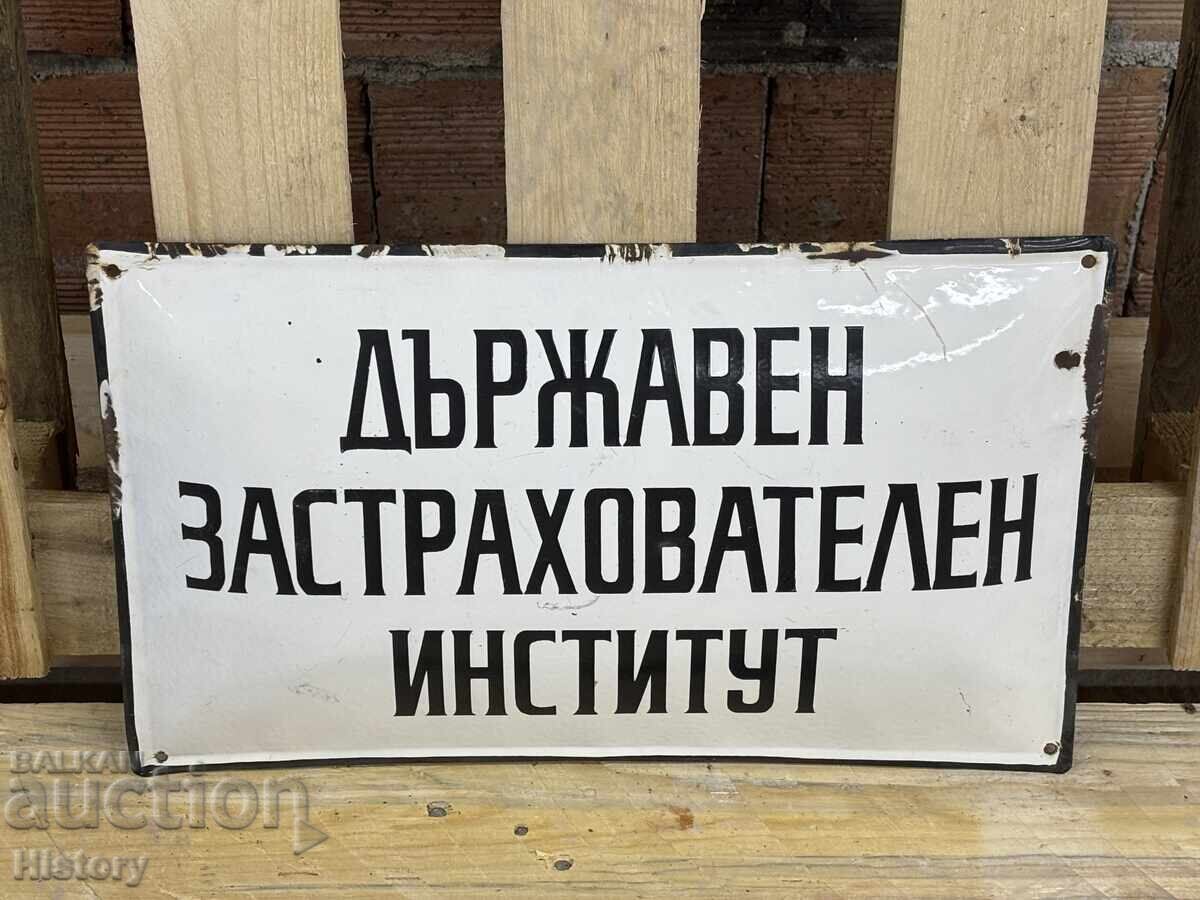 ДЪРЖАВЕН
ЗАСТРАХОВАТЕЛЕН
ИНСТИТУТ
BALKAN
auction
History